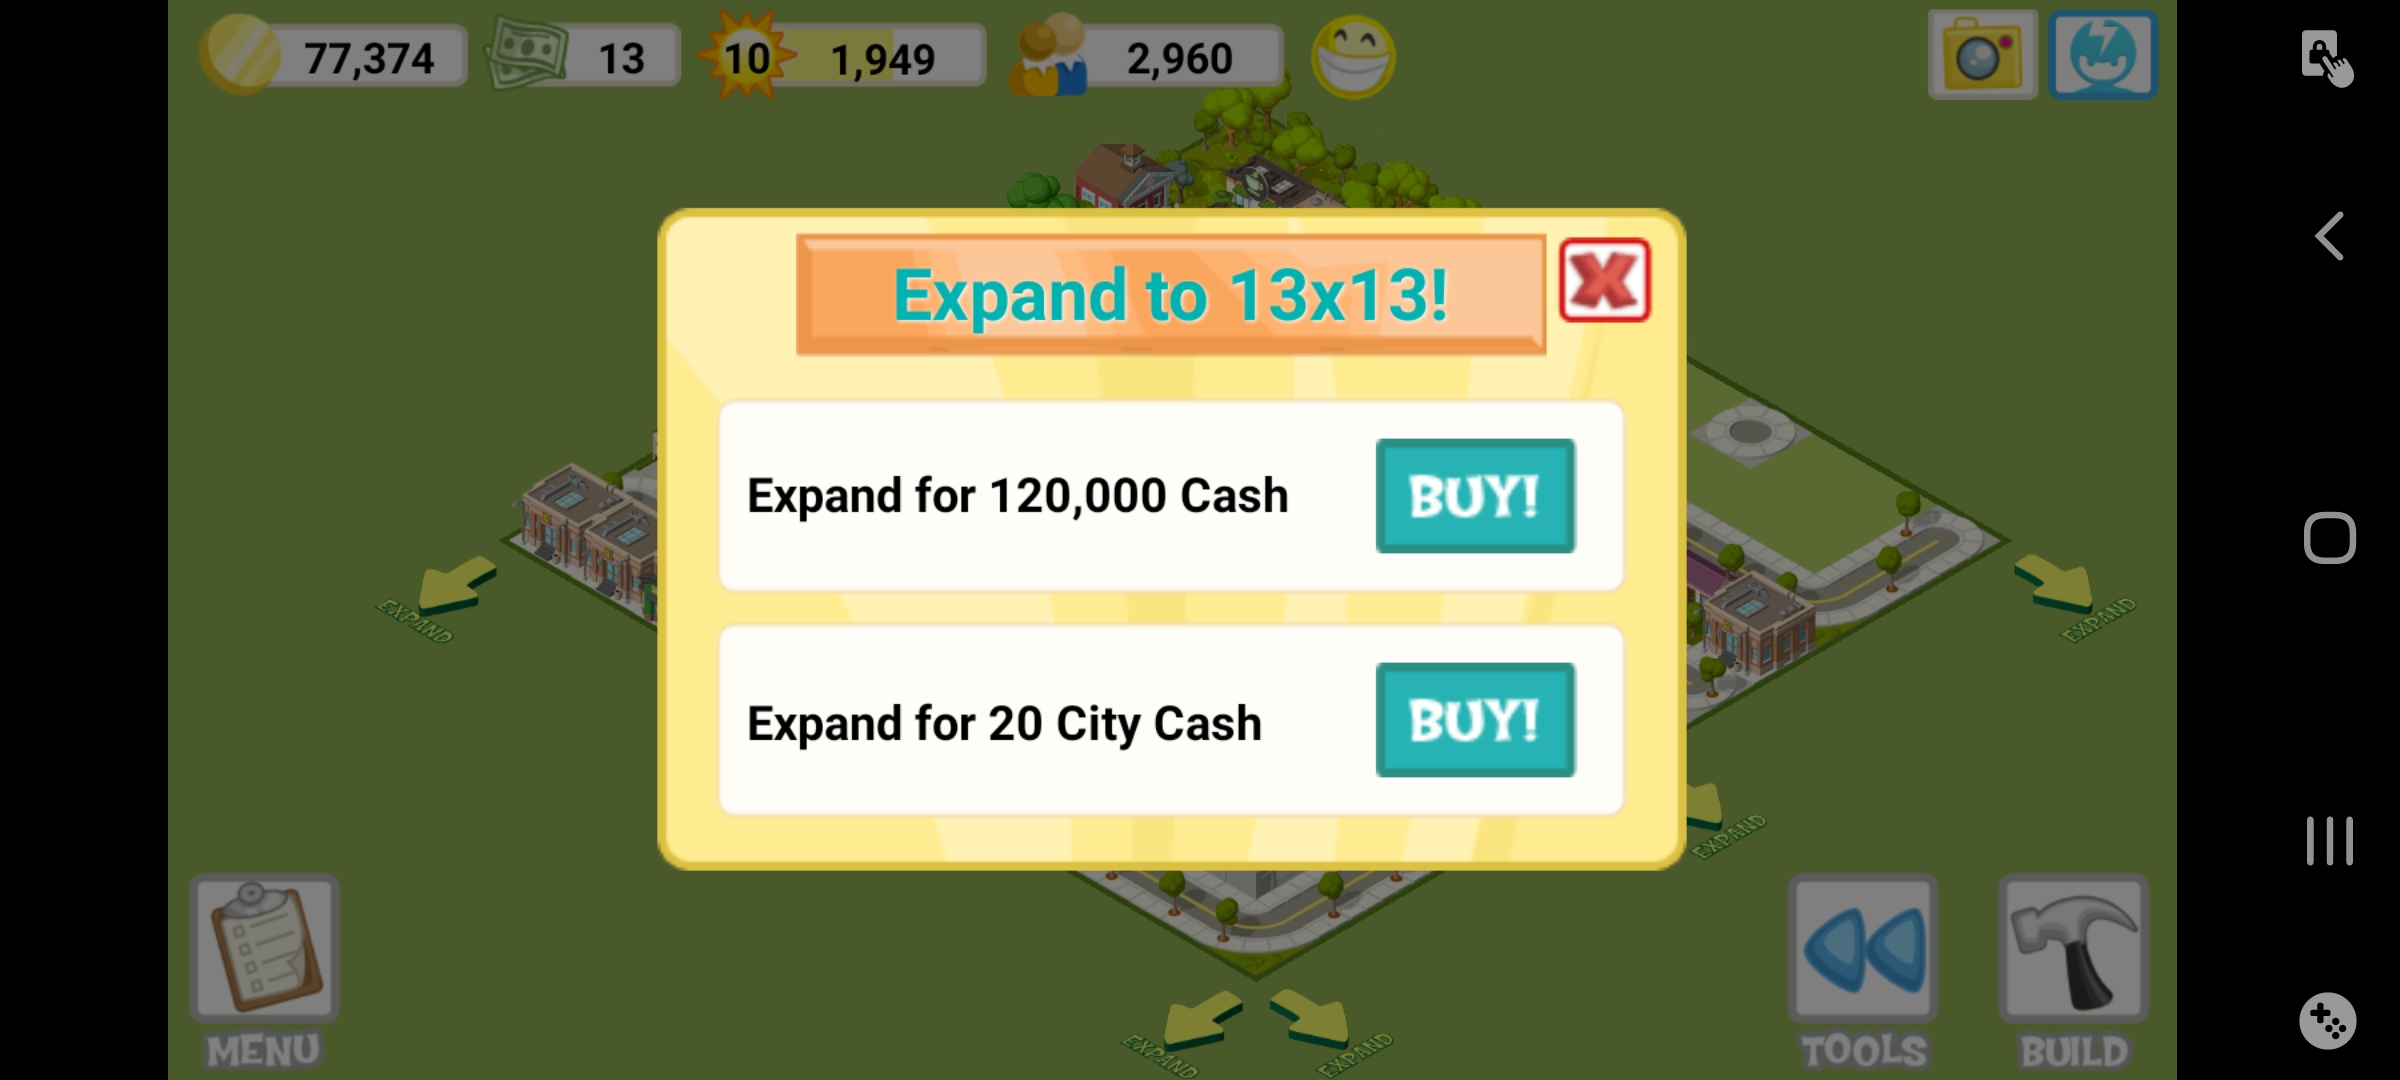 77,374
13
10
1,949
2,960
Expand to 13x13!
Expand for 120,000 Cash
BUY!
Expand for 20 City Cash
BUY!
EXPAND
EXPAND
EXPAND
EXPAND
EXPAND
MENU
TOOLS
BUILD